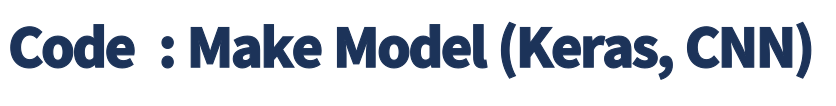 Code : Make Model (Keras, CNN)